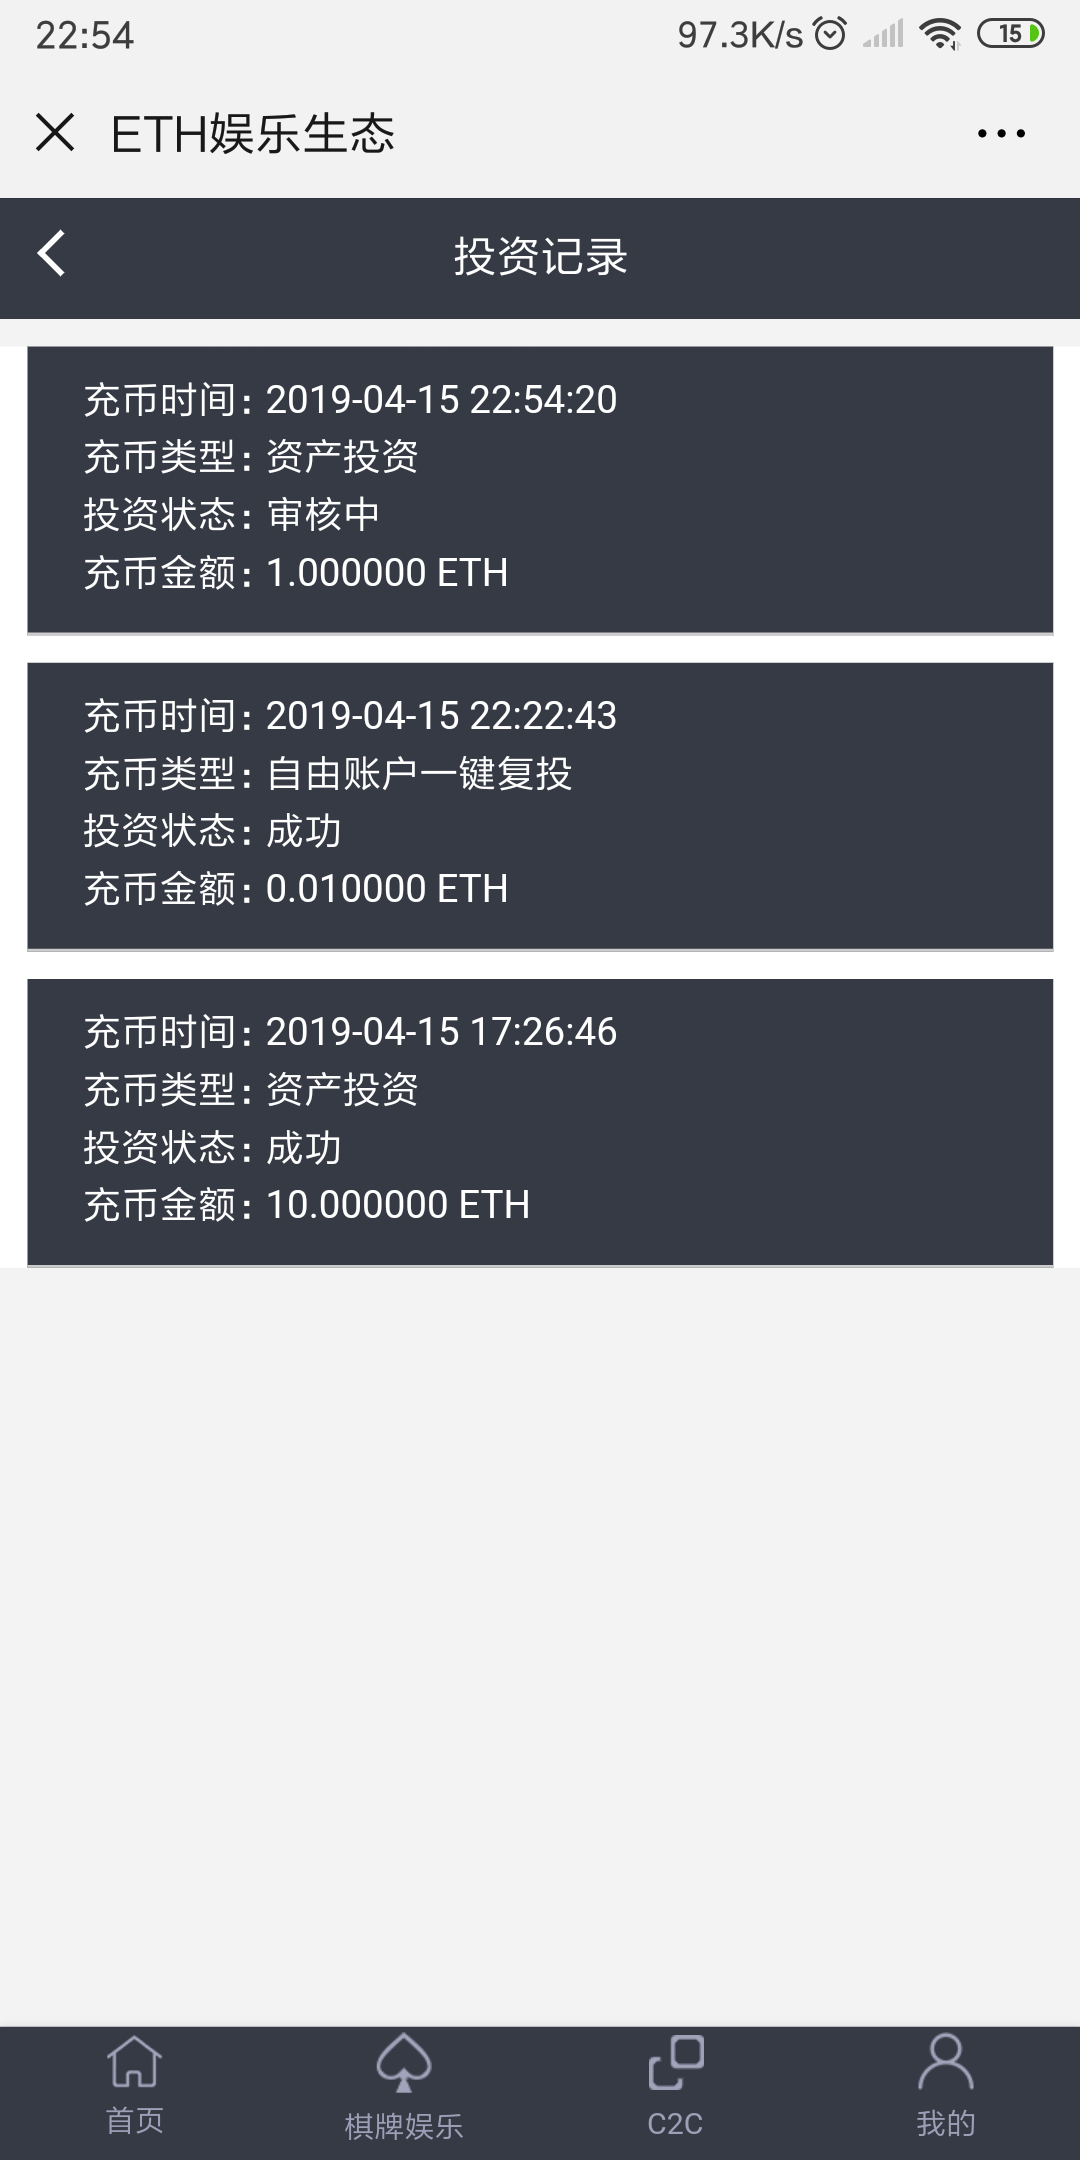 22:54
97.3K/s
15
ETH娱乐生态
投资记录
充币时间: 2019-04-15 22:54:20
充币类型: 资产投资
投资状态: 审核中
充币金额: 1.000000 ETH
充币时间: 2019-04-15 22:22:43
充币类型: 自由账户一键复投
投资状态: 成功
充币金额: 0.010000 ETH
充币时间: 2019-04-15 17:26:46
充币类型: 资产投资
投资状态: 成功
充币金额: 10.000000 ETH
首页
棋牌娱乐
C2C
我的